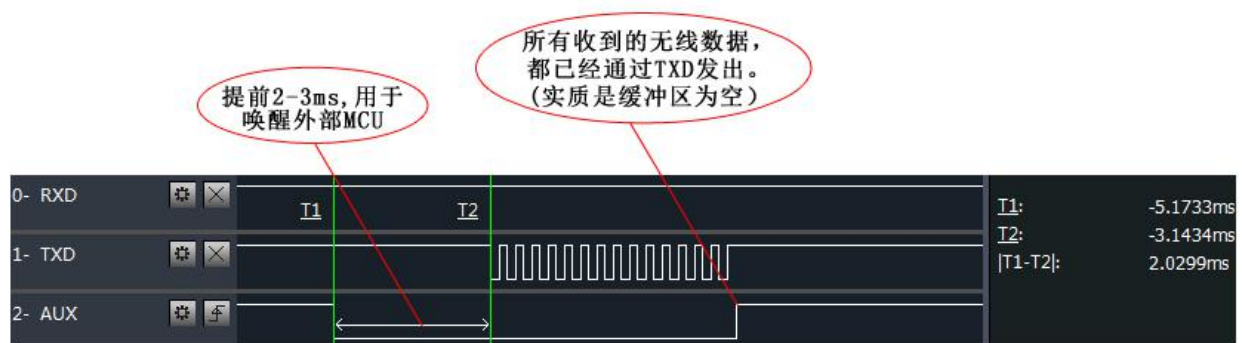 所有收到的无线数据，
都已经通过TXD发出。
(实质是缓冲区为空)
提前2-3ms,用于
唤醒外部MCU
0- RXD
T1
T2
1- TXD
2- AUX
T1: -5.1733ms
T2: -3.1434ms
|T1-T2|: 2.0299ms